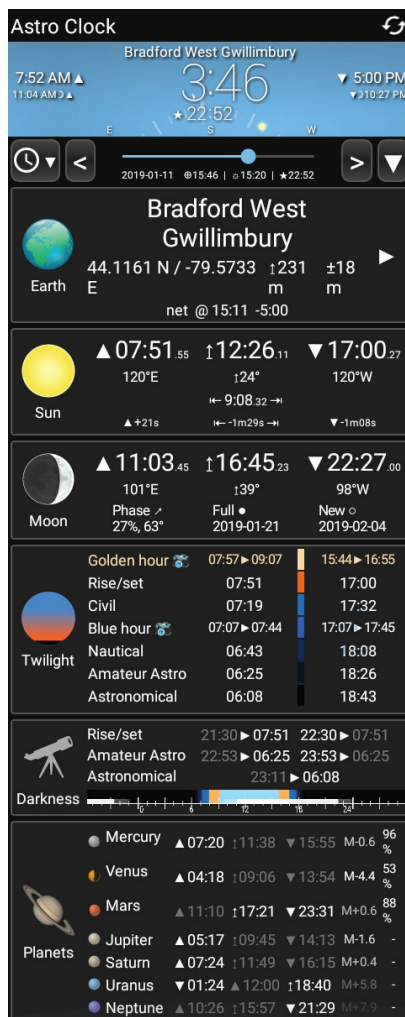 Astro Clock
Bradford West Gwillimbury
7:52 AM ▲ 3:46 ▼ 5:00 PM
11:04 AM ☽ ▲ ★22:52 ▼☽10:27 PM
E S W
2019-01-11 ⊕15:46 | ☼15:20 | ★22:52
Bradford West
Gwillimbury
44.1161 N / -79.5733 ↕231 ±18
E m m
Earth
net @ 15:11 -5:00
▲07:51.55 ↥12:26.11 ▼17:00.27
120°E ↥24° 120°W
⇤ 9:08.32 ⇥
Sun
▲+21s ⇤ -1m29s ⇥ ▼-1m08s
▲11:03.45 ↥16:45.23 ▼22:27.00
101°E ↥39° 98°W
Phase ↗ Full ● New ○
Moon 27%, 63° 2019-01-21 2019-02-04
Golden hour 07:57►09:07 15:44►16:55
Rise/set 07:51 17:00
Civil 07:19 17:32
Blue hour 07:07►07:44 17:07►17:45
Twilight Nautical 06:43 18:08
Amateur Astro 06:25 18:26
Astronomical 06:08 18:43
Rise/set 21:30►07:51 22:30►07:51
Amateur Astro 22:53►06:25 23:53►06:25
Astronomical 23:11►06:08
Darkness 0 6 12 18 24
Mercury ▲07:20 ↥11:38 ▼15:55 M-0.6 96
%
Venus ▲04:18 ↥09:06 ▼13:54 M-4.4 53
%
Mars ▲11:10 ↥17:21 ▼23:31 M+0.6 88
%
Planets Jupiter ▲05:17 ↥09:45 ▼14:13 M-1.6 -
Saturn ▲07:24 ↥11:49 ▼16:15 M+0.4 -
Uranus ▼01:24 ▲12:00 ↥18:40 M+5.8 -
Neptune ▲10:26 ↥15:57 ▼21:29 M+7.9 -